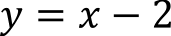 𝑦 = 𝑥 − 2